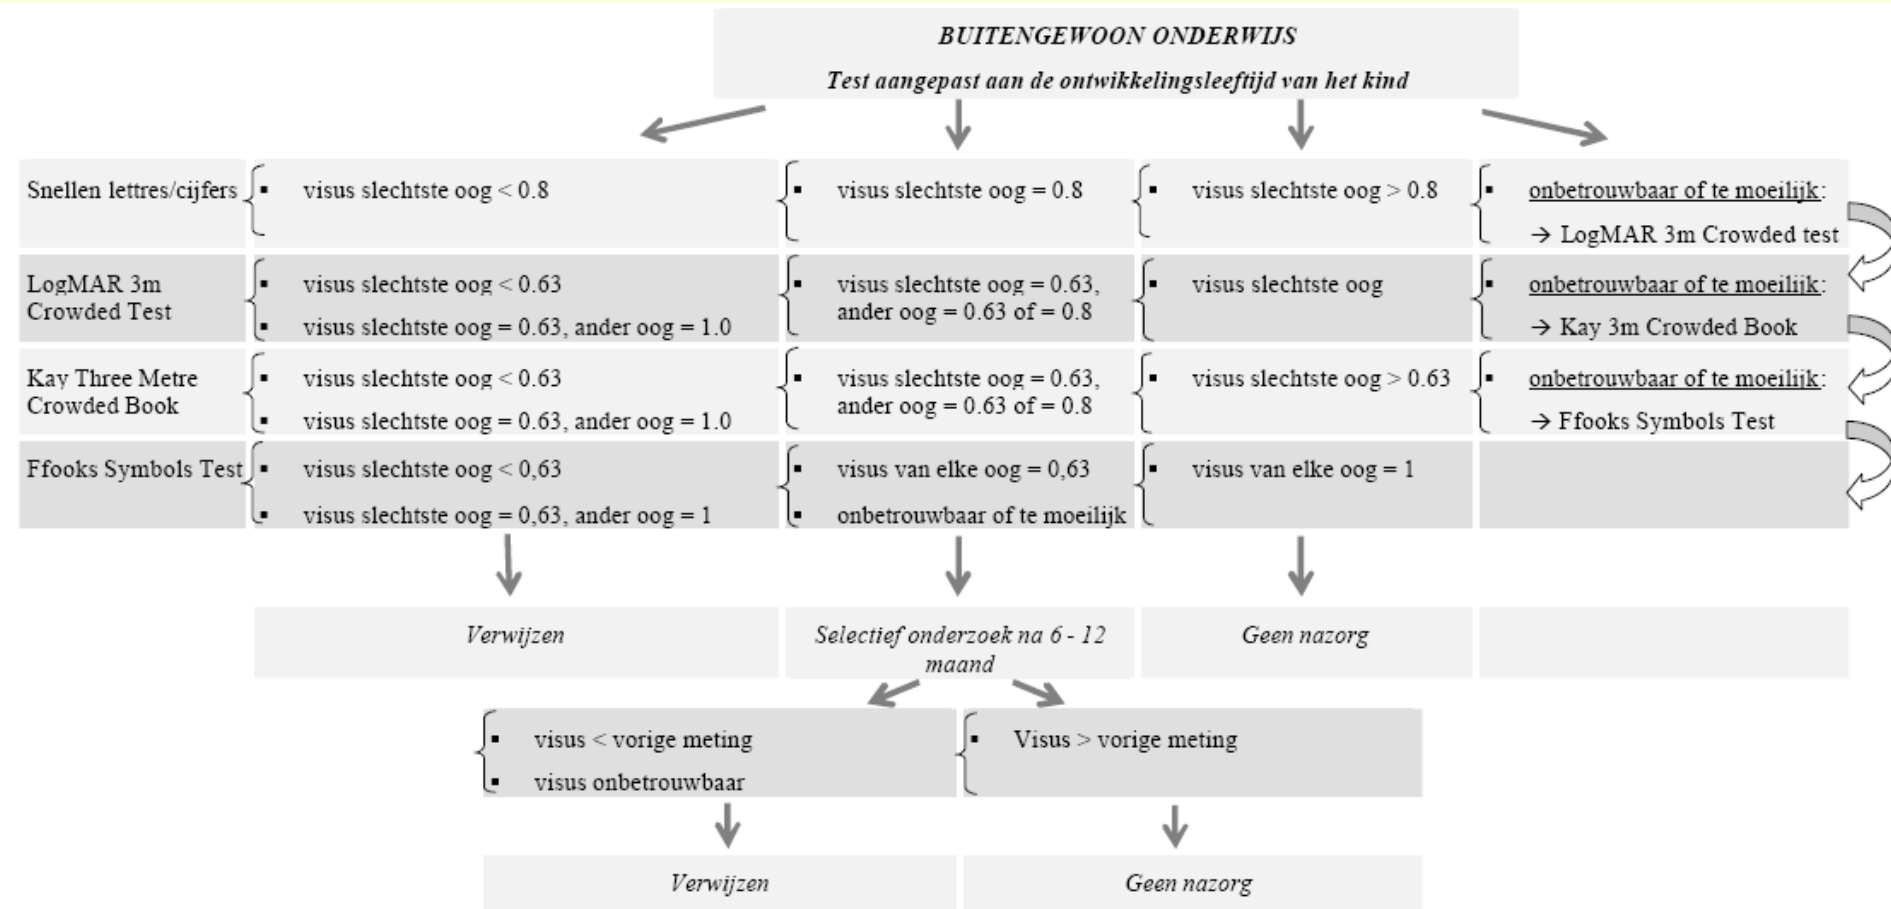 BUITENGEWOON ONDERWIJS
Test aangepast aan de ontwikkelingsleeftijd van het kind
Snellen lettres/cijfers
▪ visus slechtste oog < 0.8
▪ visus slechtste oog = 0.8
▪ visus slechtste oog > 0.8
▪ onbetrouwbaar of te moeilijk:
→ LogMAR 3m Crowded test
LogMAR 3m
Crowded Test
▪ visus slechtste oog < 0.63
▪ visus slechtste oog = 0.63, ander oog = 1.0
▪ visus slechtste oog = 0.63,
ander oog = 0.63 of = 0.8
▪ visus slechtste oog
▪ onbetrouwbaar of te moeilijk:
→ Kay 3m Crowded Book
Kay Three Metre
Crowded Book
▪ visus slechtste oog < 0.63
▪ visus slechtste oog = 0.63, ander oog = 1.0
▪ visus slechtste oog = 0.63,
ander oog = 0.63 of = 0.8
▪ visus slechtste oog > 0.63
▪ onbetrouwbaar of te moeilijk:
→ Ffooks Symbols Test
Ffooks Symbols Test
▪ visus slechtste oog < 0,63
▪ visus slechtste oog = 0,63, ander oog = 1
▪ visus van elke oog = 0,63
▪ onbetrouwbaar of te moeilijk
▪ visus van elke oog = 1
Verwijzen
Selectief onderzoek na 6 - 12
maand
Geen nazorg
▪ visus < vorige meting
▪ visus onbetrouwbaar
▪ Visus > vorige meting
Verwijzen
Geen nazorg